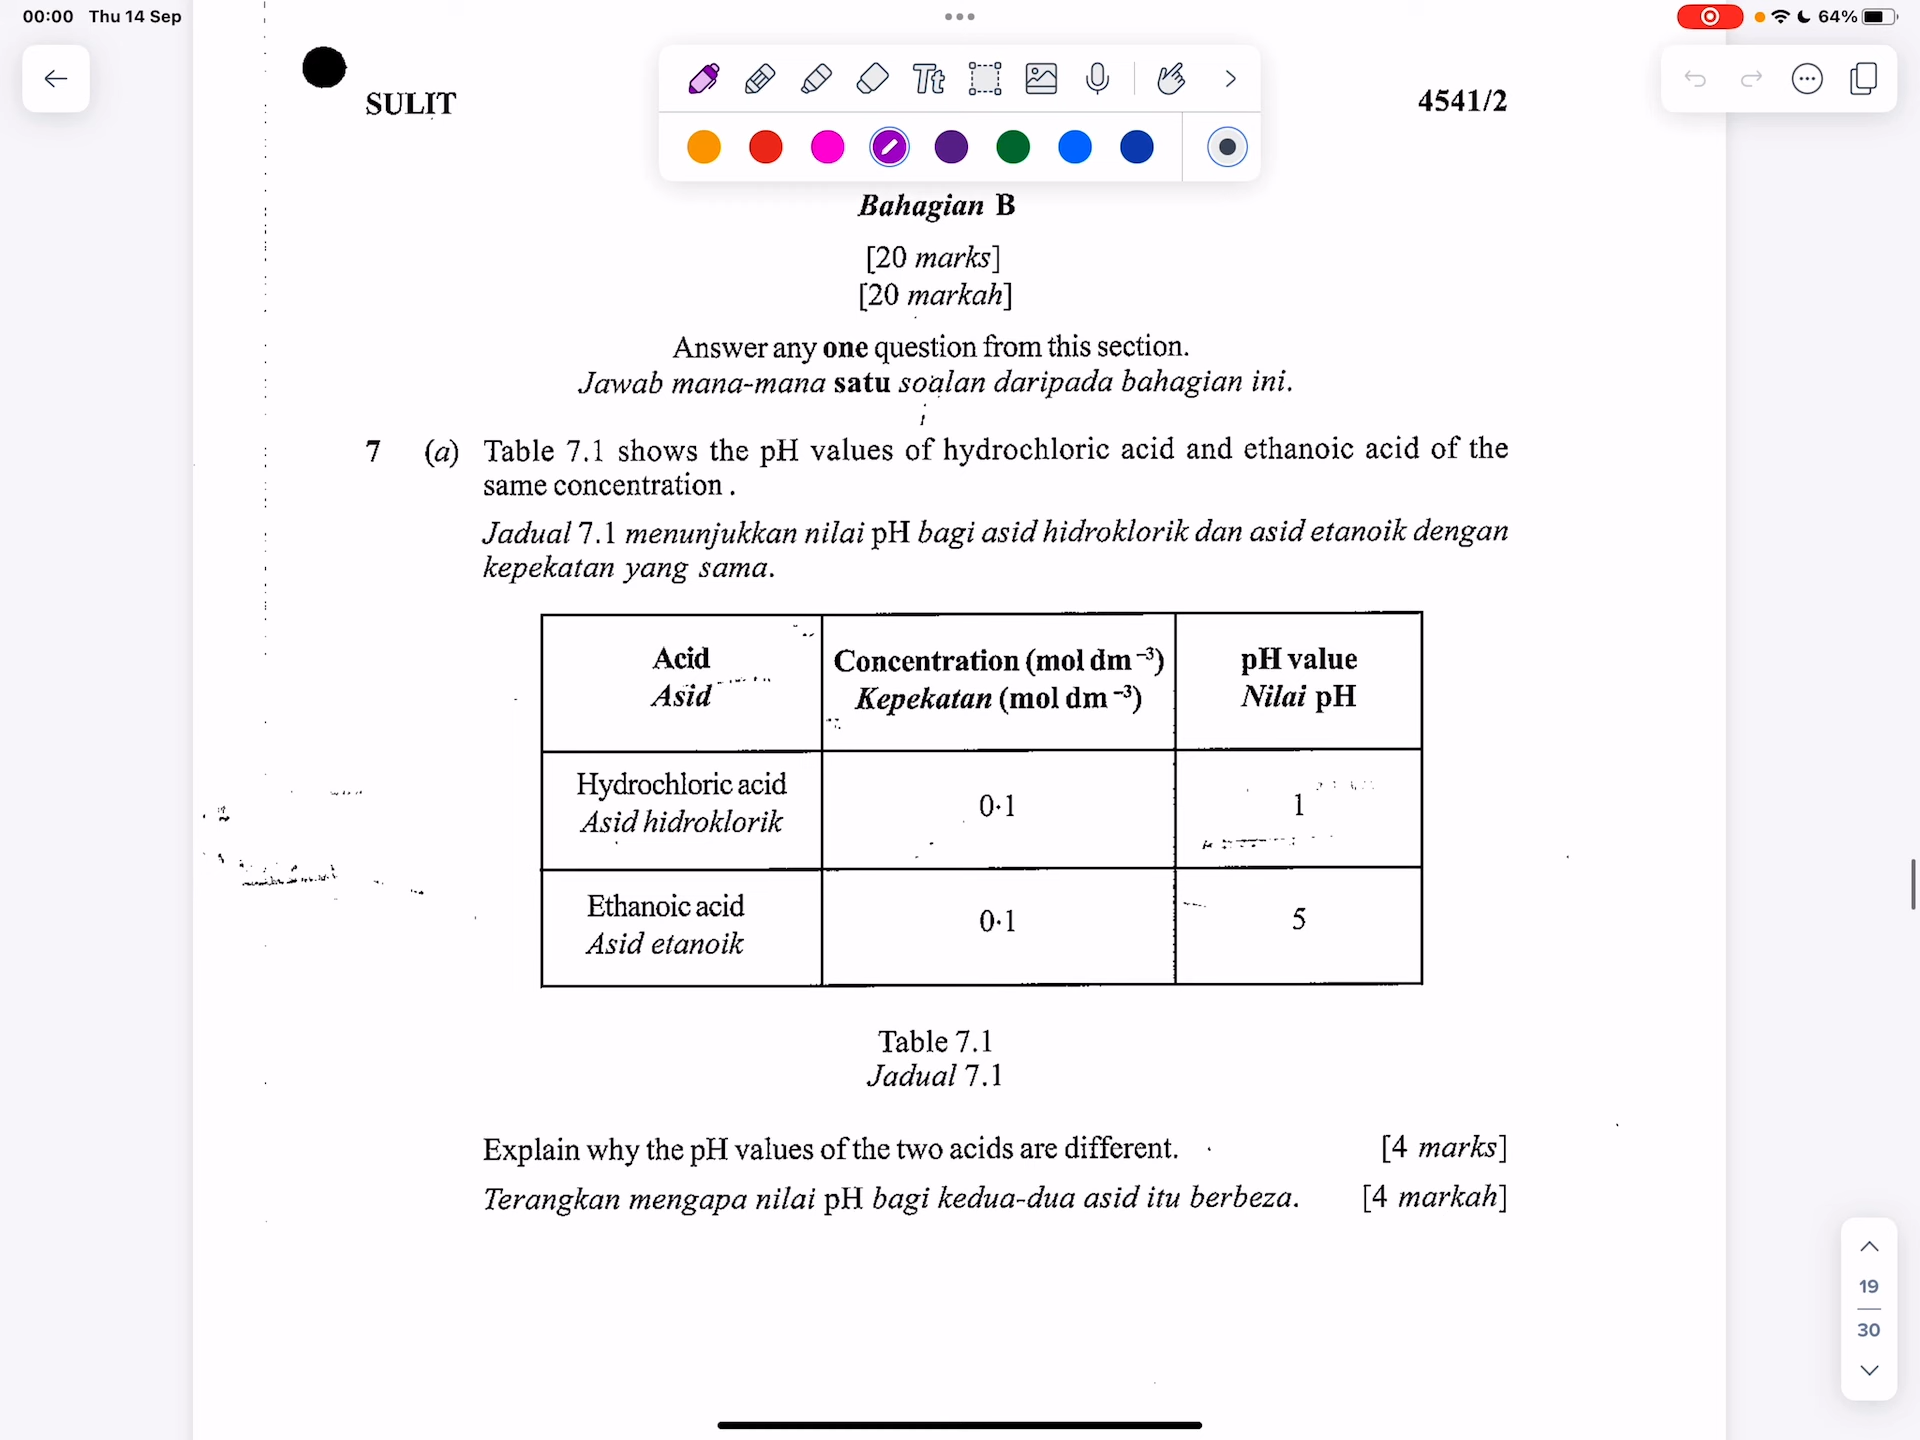 00:00 Thu 14 Sep
64%
SULIT
4541/2
Tt
Bahagian B
[20 marks]
[20 markah]
Answer any one question from this section.
Jawab mana-mana satu soalan daripada bahagian ini.
7 (a) Table 7.1 shows the pH values of hydrochloric acid and ethanoic acid of the
same concentration .
Jadual 7.1 menunjukkan nilai pH bagi asid hidroklorik dan asid etanoik dengan
kepekatan yang sama.
Acid
Asid
Concentration (mol dm⁻³)
Kepekatan (mol dm⁻³)
pH value
Nilai pH
Hydrochloric acid
Asid hidroklorik
0·1
1
Ethanoic acid
Asid etanoik
0·1
5
Table 7.1
Jadual 7.1
Explain why the pH values of the two acids are different. [4 marks]
Terangkan mengapa nilai pH bagi kedua-dua asid itu berbeza. [4 markah]
19
30